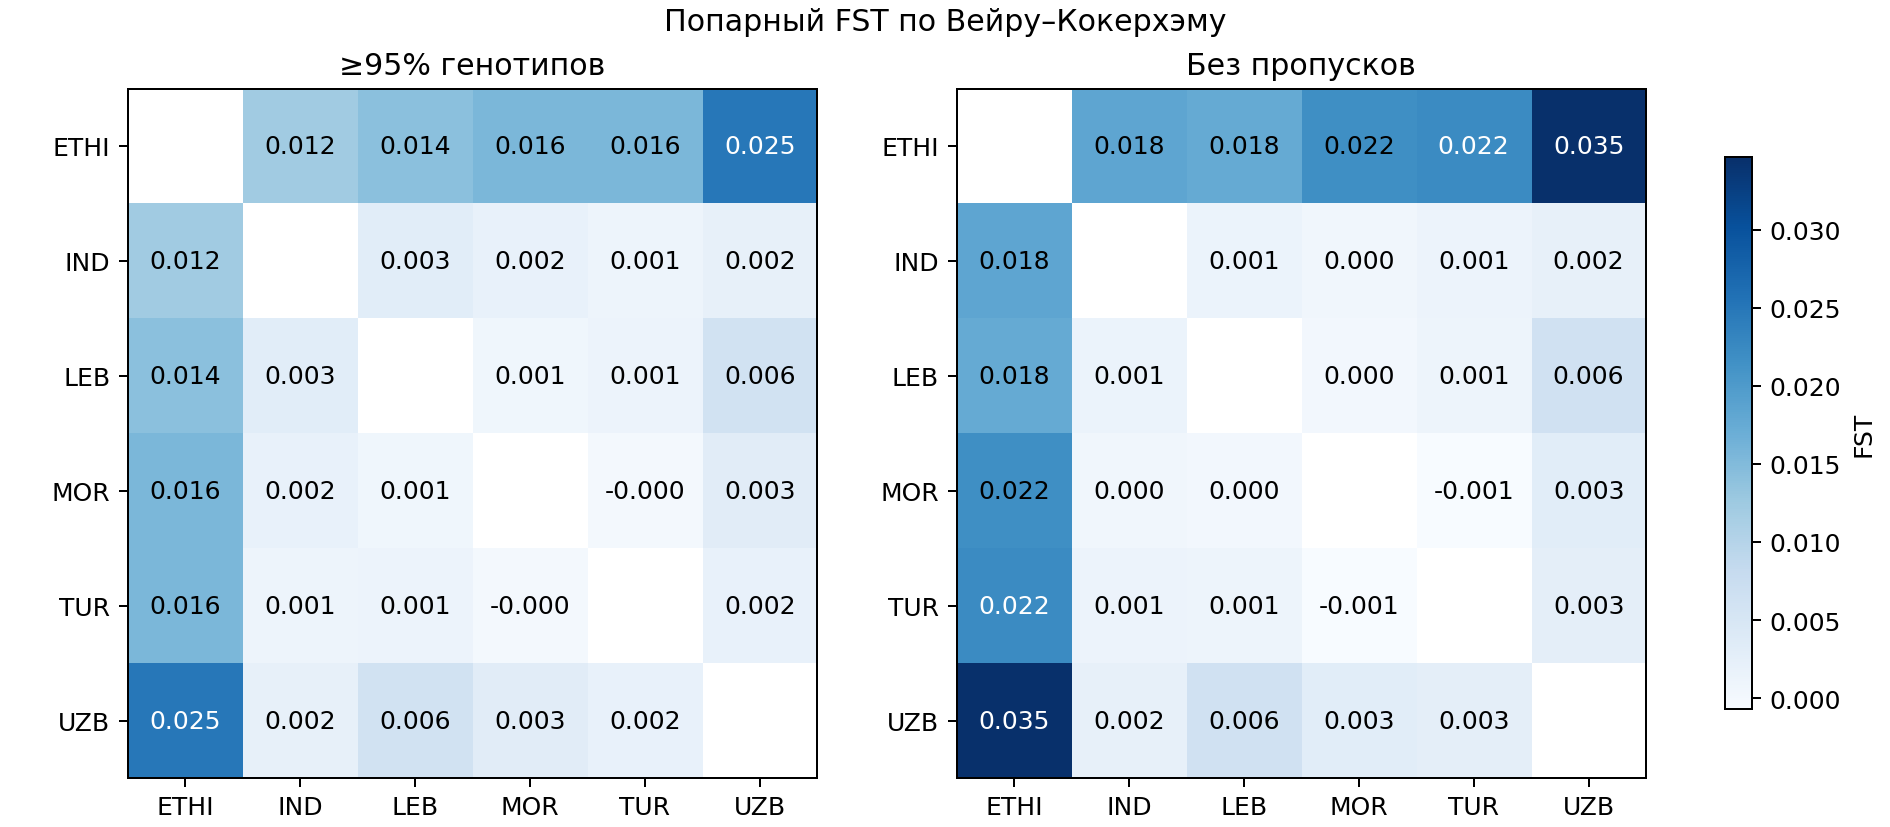 Попарный FST по Вейру–Кокерхэму
≥95% генотипов
ETHI 0.012 0.014 0.016 0.016 0.025
IND 0.012 0.003 0.002 0.001 0.002
LEB 0.014 0.003 0.001 0.001 0.006
MOR 0.016 0.002 0.001 -0.000 0.003
TUR 0.016 0.001 0.001 -0.000 0.002
UZB 0.025 0.002 0.006 0.003 0.002
ETHI IND LEB MOR TUR UZB
Без пропусков
ETHI 0.018 0.018 0.022 0.022 0.035
IND 0.018 0.001 0.000 0.001 0.002
LEB 0.018 0.001 0.000 0.001 0.006
MOR 0.022 0.000 0.000 -0.001 0.003
TUR 0.022 0.001 0.001 -0.001 0.003
UZB 0.035 0.002 0.006 0.003 0.003
ETHI IND LEB MOR TUR UZB
0.030
0.025
0.020
0.015
0.010
0.005
0.000
FST